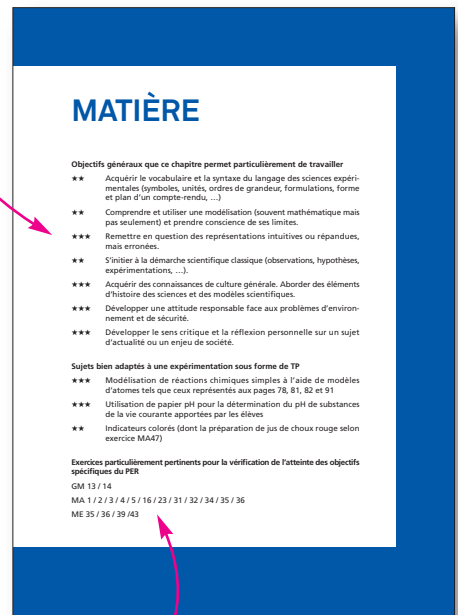 MATIÈRE
Objectifs généraux que ce chapitre permet particulièrement de travailler
★★ Acquérir le vocabulaire et la syntaxe du langage des sciences expéri-
mentales (symboles, unités, ordres de grandeur, formulations, forme
et plan d'un compte-rendu, …)
★★ Comprendre et utiliser une modélisation (souvent mathématique mais
pas seulement) et prendre conscience de ses limites.
★★★ Remettre en question des représentations intuitives ou répandues,
mais erronées.
★★ S'initier à la démarche scientifique classique (observations, hypothèses,
expérimentations, …).
★★★ Acquérir des connaissances de culture générale. Aborder des éléments
d'histoire des sciences et des modèles scientifiques.
★★★ Développer une attitude responsable face aux problèmes d'environ-
nement et de sécurité.
★★★ Développer le sens critique et la réflexion personnelle sur un sujet
d'actualité ou un enjeu de société.
Sujets bien adaptés à une expérimentation sous forme de TP
★★★ Modélisation de réactions chimiques simples à l'aide de modèles
d'atomes tels que ceux représentés aux pages 78, 81, 82 et 91
★★★ Utilisation de papier pH pour la détermination du pH de substances
de la vie courante apportées par les élèves
★★ Indicateurs colorés (dont la préparation de jus de choux rouge selon
exercice MA47)
Exercices particulièrement pertinents pour la vérification de l'atteinte des objectifs
spécifiques du PER
GM 13 / 14
MA 1 / 2 / 3 / 4 / 5 / 16 / 23 / 31 / 32 / 34 / 35 / 36
ME 35 / 36 / 39 /43